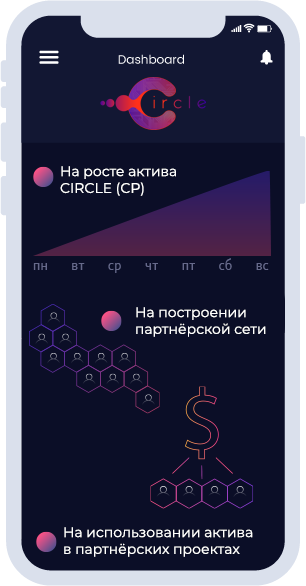 Dashboard
Circle
На росте актива
CIRCLE (CP)
пн вт ср чт пт сб вс
На построении
партнёрской сети
$
На использовании актива
в партнёрских проектах